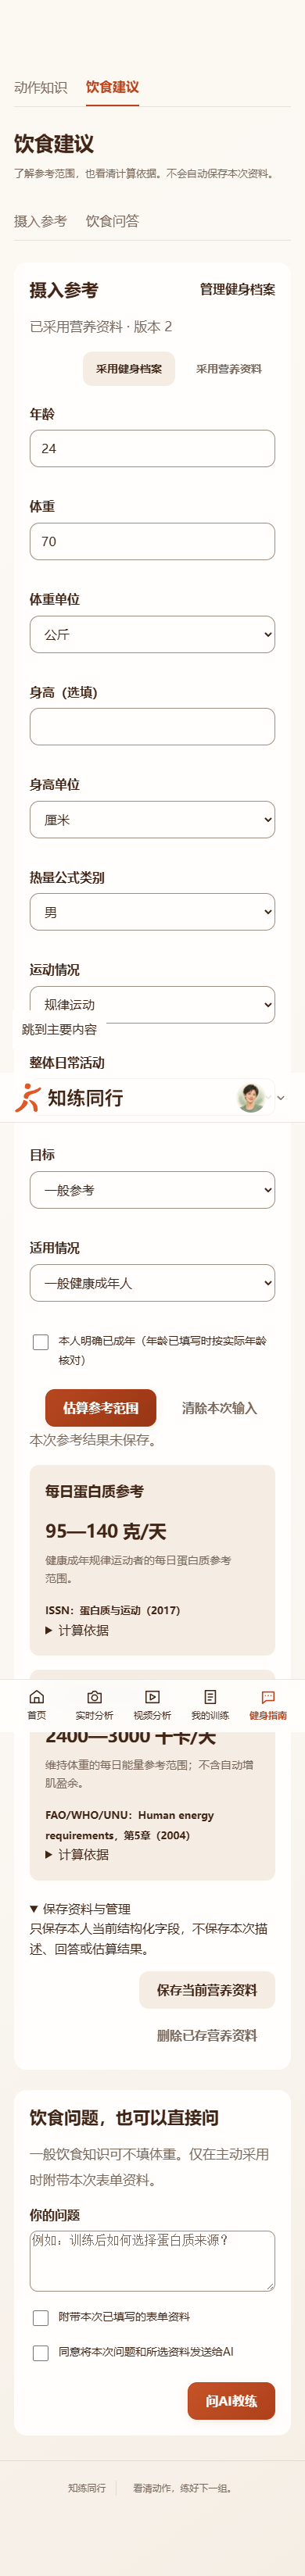 动作知识 饮食建议
饮食建议
了解参考范围，也看清计算依据。不会自动保存本次资料。
摄入参考 饮食问答
摄入参考 管理健身档案
已采用营养资料 · 版本 2
采用健身档案 采用营养资料
年龄
24
体重
70
体重单位
公斤
身高（选填）
身高单位
厘米
热量公式类别
男
运动情况
规律运动
跳到主要内容
整体日常活动
知练同行
目标
一般参考
适用情况
一般健康成年人
本人明确已成年（年龄已填写时按实际年龄
核对）
估算参考范围 清除本次输入
本次参考结果未保存。
每日蛋白质参考
95—140 克/天
健康成年规律运动者的每日蛋白质参考
范围。
ISSN：蛋白质与运动（2017）
计算依据
首页 实时分析 视频分析 我的训练 健身指南
2400—3000 千卡/天
维持体重的每日能量参考范围；不含自动增
肌盈余。
FAO/WHO/UNU：Human energy
requirements，第5章（2004）
计算依据
保存资料与管理
只保存本人当前结构化字段，不保存本次描
述、回答或估算结果。
保存当前营养资料
删除已存营养资料
饮食问题，也可以直接问
一般饮食知识可不填体重。仅在主动采用
时附带本次表单资料。
你的问题
例如：训练后如何选择蛋白质来源？
附带本次已填写的表单资料
同意将本次问题和所选资料发送给AI
问AI教练
知练同行 看清动作，练好下一组。